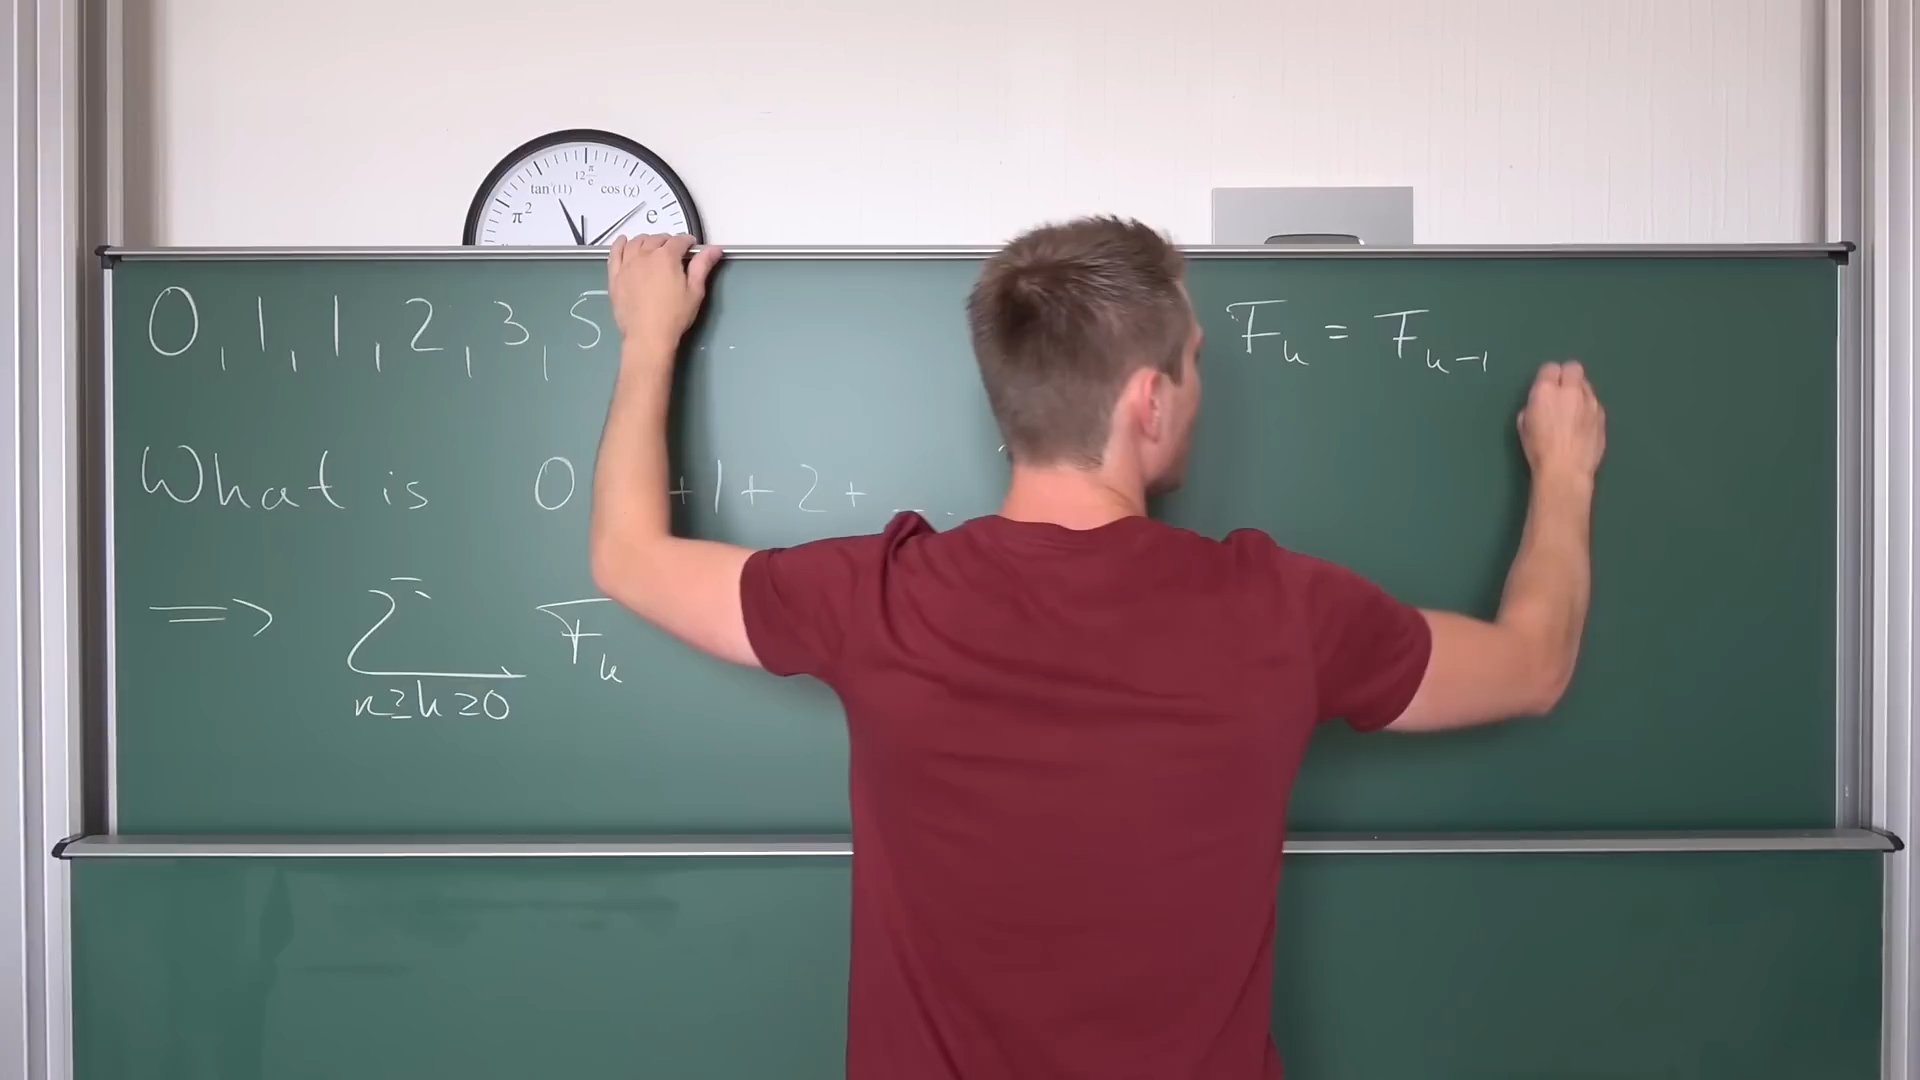 12 π/e
tan(11) cos(χ)
π² e
0, 1, 1, 2, 3, 5 ...
F_k = F_{k-1}
What is 0 +1+2+ ...
⟹ ∑_{n≥k≥0} F_k